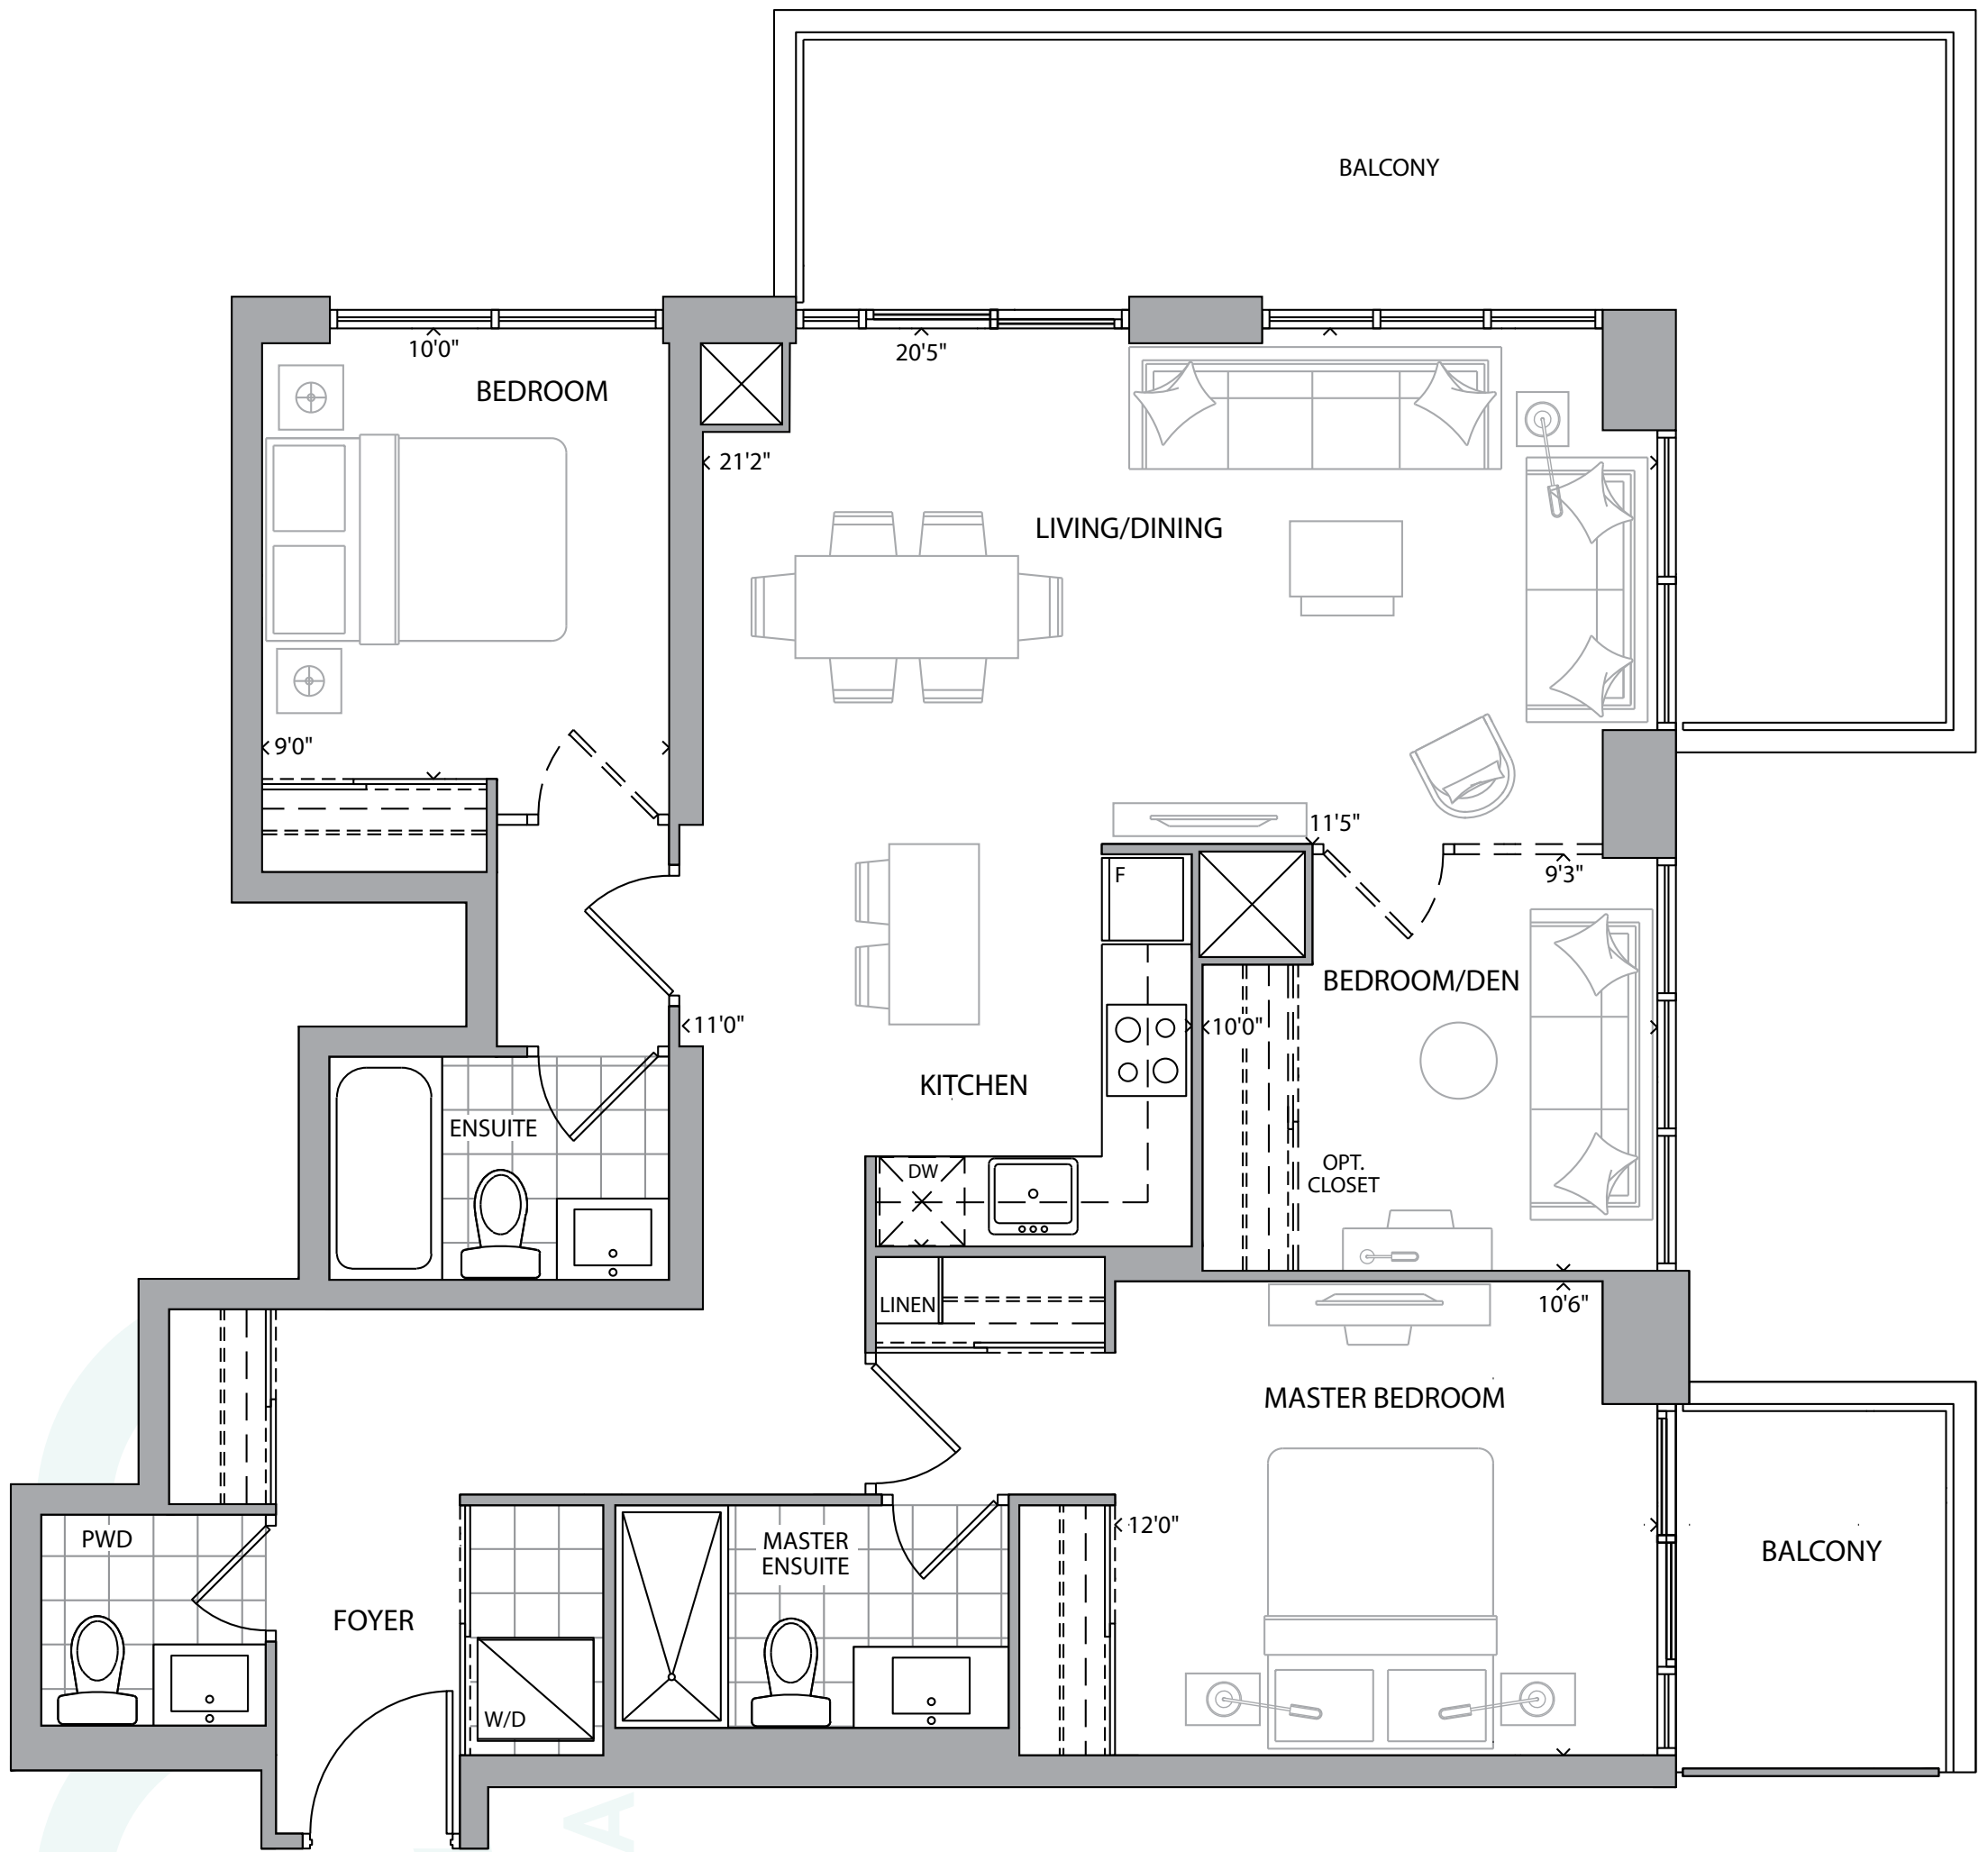 BALCONY
10'0"
20'5"
BEDROOM
21'2"
LIVING/DINING
9'0"
11'5"
F
9'3"
BEDROOM/DEN
11'0"
10'0"
KITCHEN
ENSUITE
DW
OPT.
CLOSET
LINEN
10'6"
MASTER BEDROOM
12'0"
PWD
MASTER
ENSUITE
BALCONY
FOYER
W/D
A